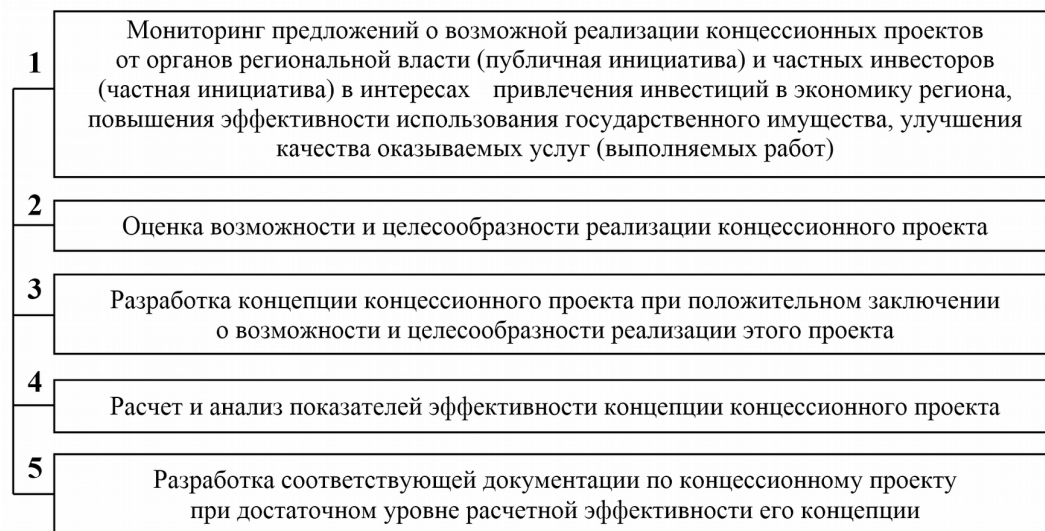 1
Мониторинг предложений о возможной реализации концессионных проектов
от органов региональной власти (публичная инициатива) и частных инвесторов
(частная инициатива) в интересах привлечения инвестиций в экономику региона,
повышения эффективности использования государственного имущества, улучшения
качества оказываемых услуг (выполняемых работ)
2
Оценка возможности и целесообразности реализации концессионного проекта
3
Разработка концепции концессионного проекта при положительном заключении
о возможности и целесообразности реализации этого проекта
4
Расчет и анализ показателей эффективности концепции концессионного проекта
5
Разработка соответствующей документации по концессионному проекту
при достаточном уровне расчетной эффективности его концепции